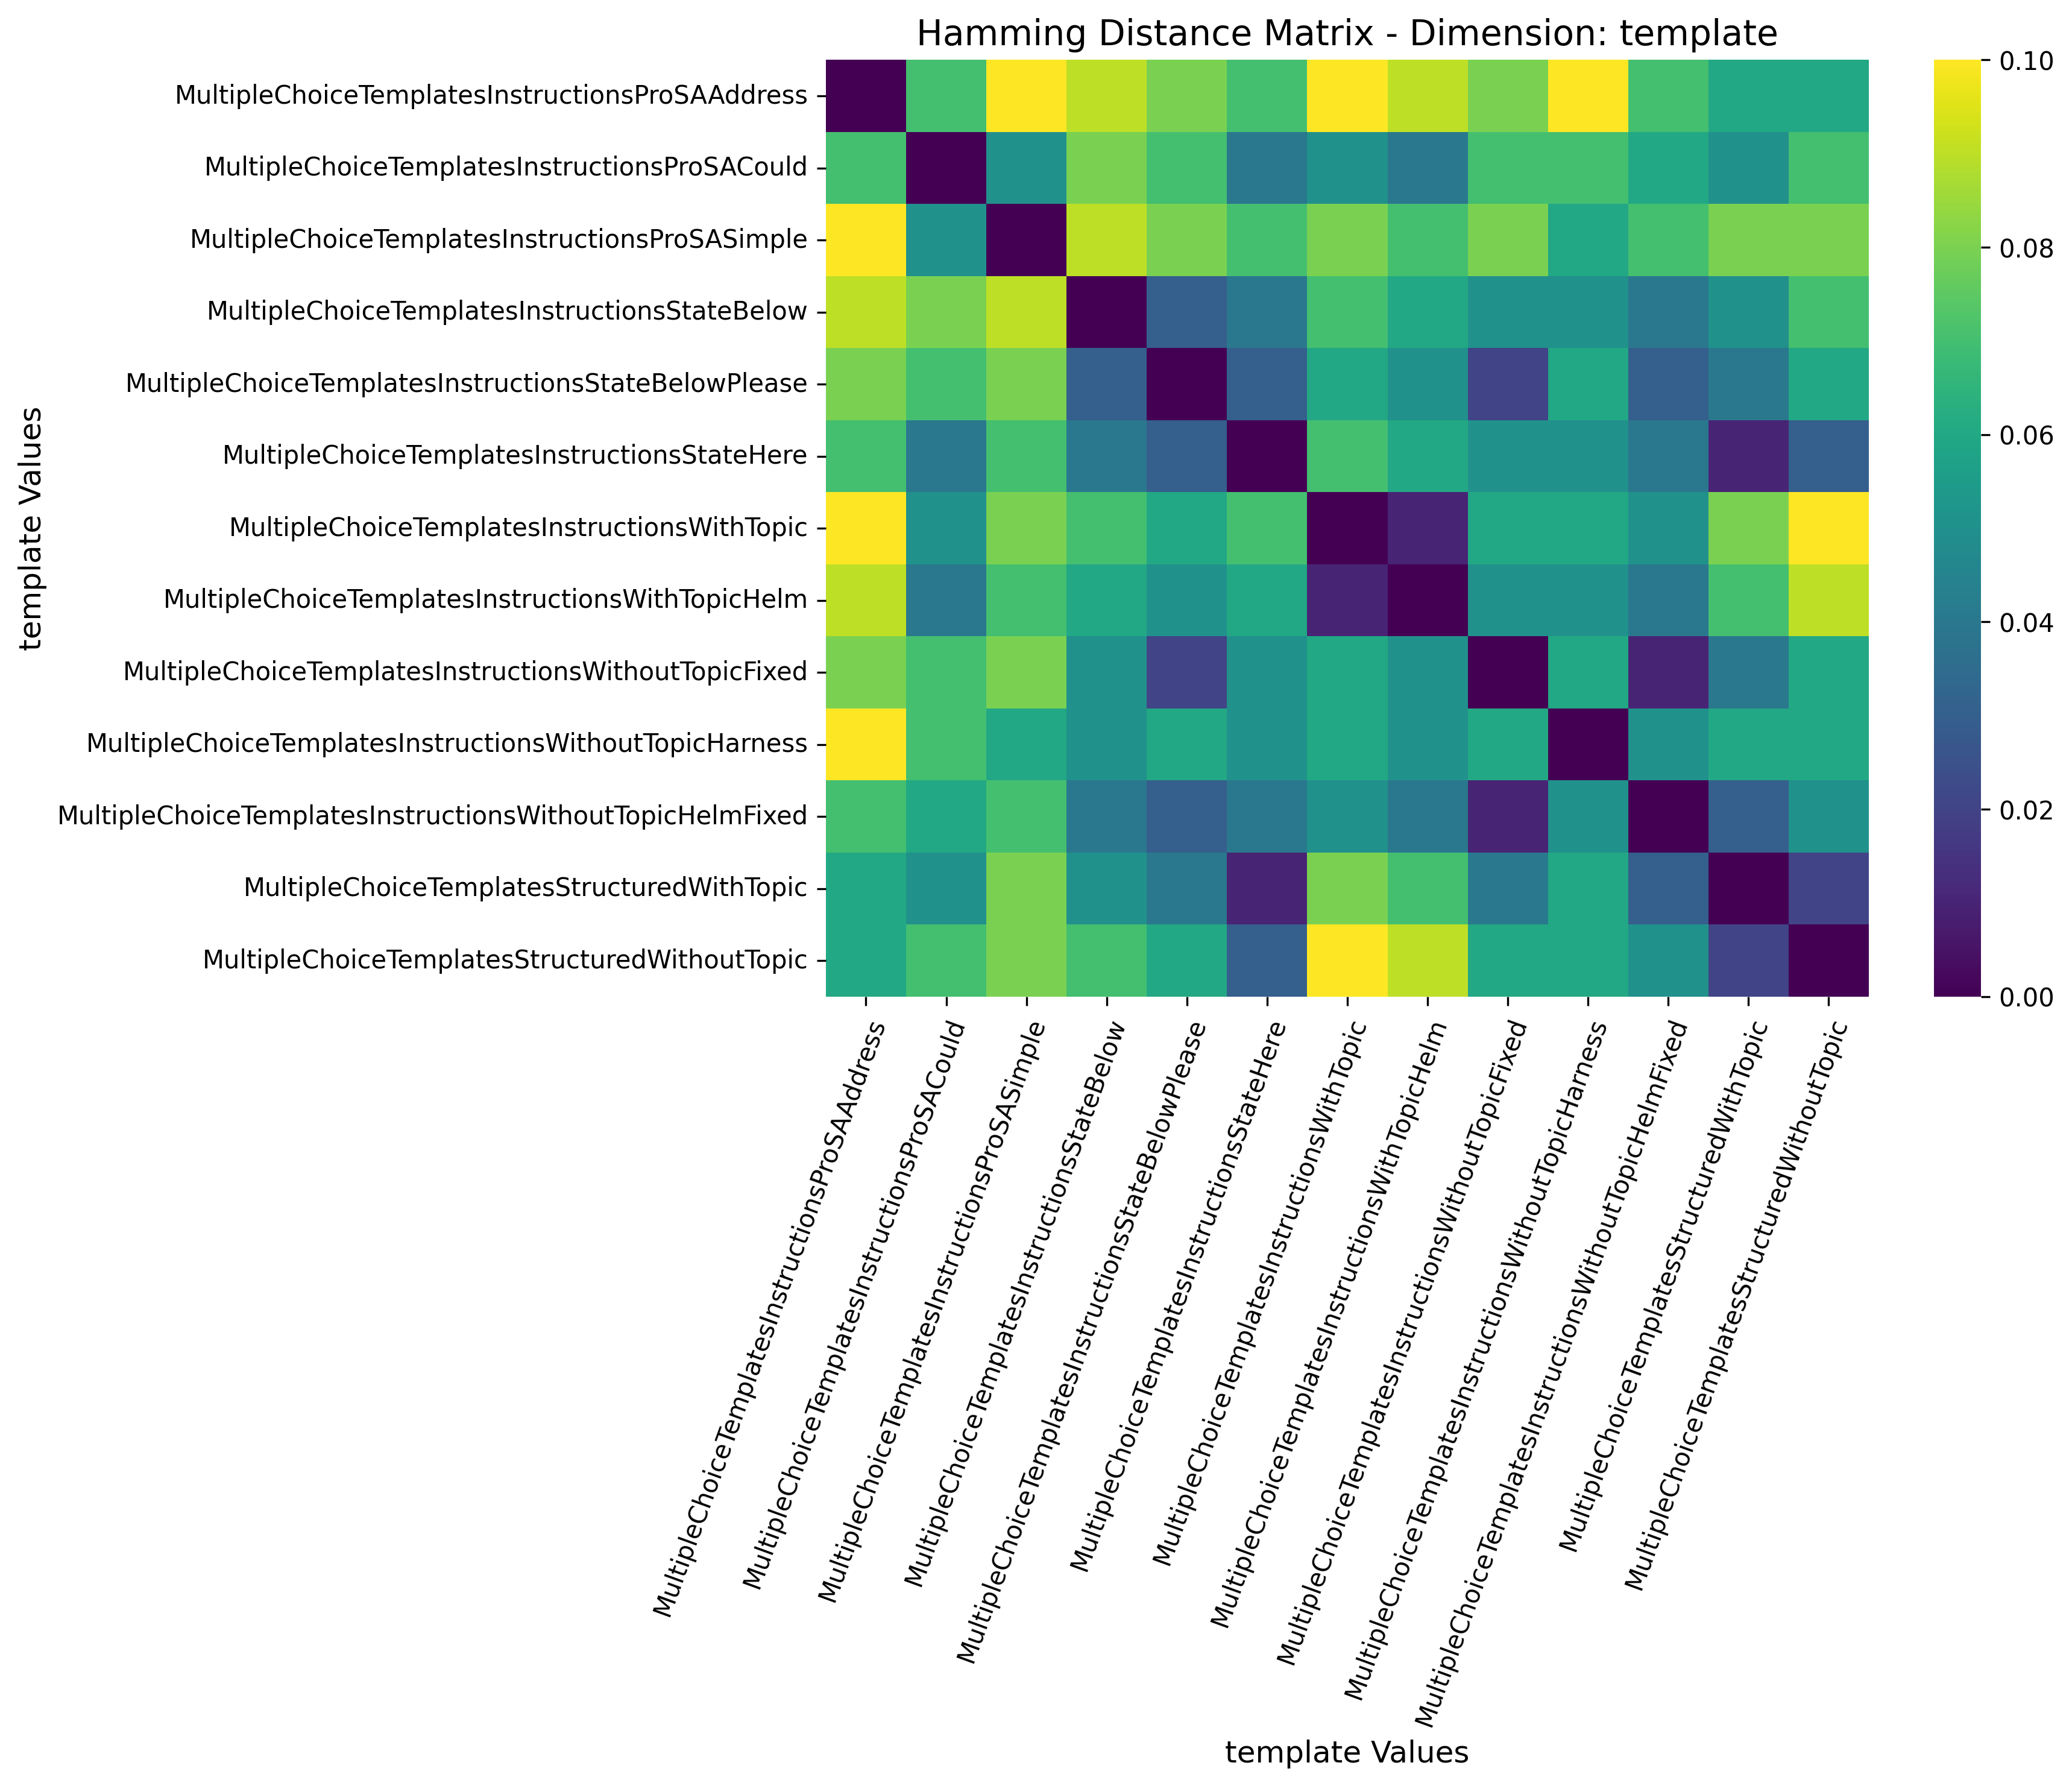 Hamming Distance Matrix - Dimension: template
template Values
MultipleChoiceTemplatesInstructionsProSAAddress
MultipleChoiceTemplatesInstructionsProSACould
MultipleChoiceTemplatesInstructionsProSASimple
MultipleChoiceTemplatesInstructionsStateBelow
MultipleChoiceTemplatesInstructionsStateBelowPlease
MultipleChoiceTemplatesInstructionsStateHere
MultipleChoiceTemplatesInstructionsWithTopic
MultipleChoiceTemplatesInstructionsWithTopicHelm
MultipleChoiceTemplatesInstructionsWithoutTopicFixed
MultipleChoiceTemplatesInstructionsWithoutTopicHarness
MultipleChoiceTemplatesInstructionsWithoutTopicHelmFixed
MultipleChoiceTemplatesStructuredWithTopic
MultipleChoiceTemplatesStructuredWithoutTopic
0.10
0.08
0.06
0.04
0.02
0.00
MultipleChoiceTemplatesInstructionsProSAAddress
MultipleChoiceTemplatesInstructionsProSACould
MultipleChoiceTemplatesInstructionsProSASimple
MultipleChoiceTemplatesInstructionsStateBelow
MultipleChoiceTemplatesInstructionsStateBelowPlease
MultipleChoiceTemplatesInstructionsStateHere
MultipleChoiceTemplatesInstructionsWithTopic
MultipleChoiceTemplatesInstructionsWithTopicHelm
MultipleChoiceTemplatesInstructionsWithoutTopicFixed
MultipleChoiceTemplatesInstructionsWithoutTopicHarness
MultipleChoiceTemplatesInstructionsWithoutTopicHelmFixed
MultipleChoiceTemplatesStructuredWithTopic
MultipleChoiceTemplatesStructuredWithoutTopic
template Values